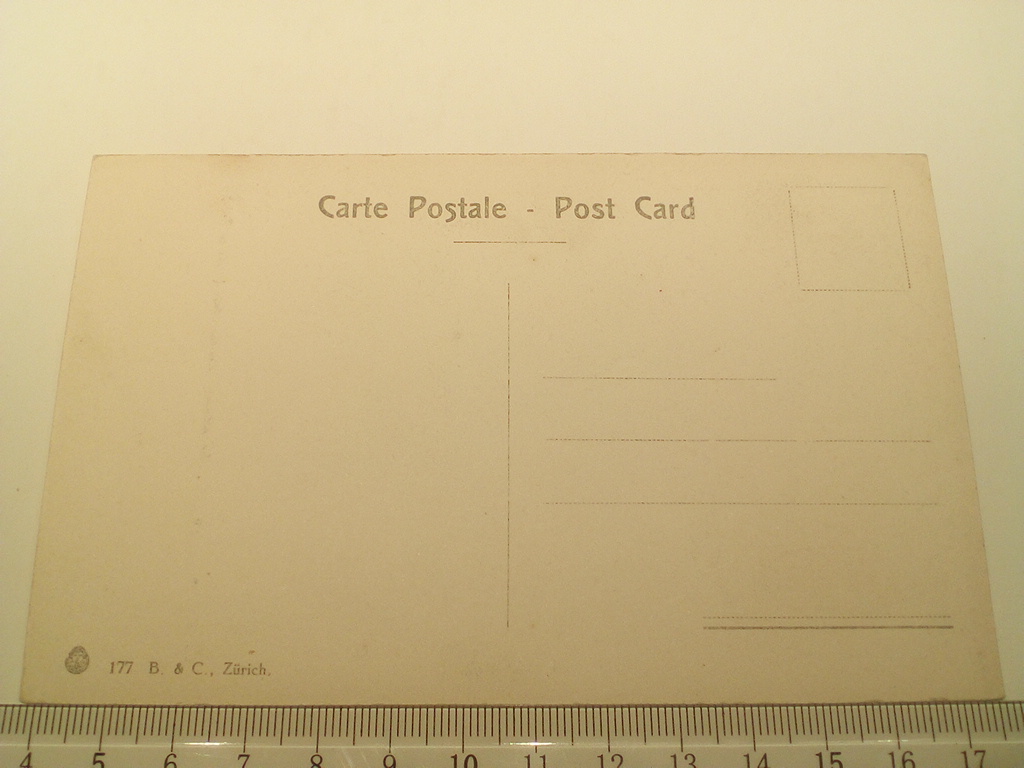 Carte Postale - Post Card
177 B. & C., Zürich.
4 5 6 7 8 9 10 11 12 13 14 15 16 17